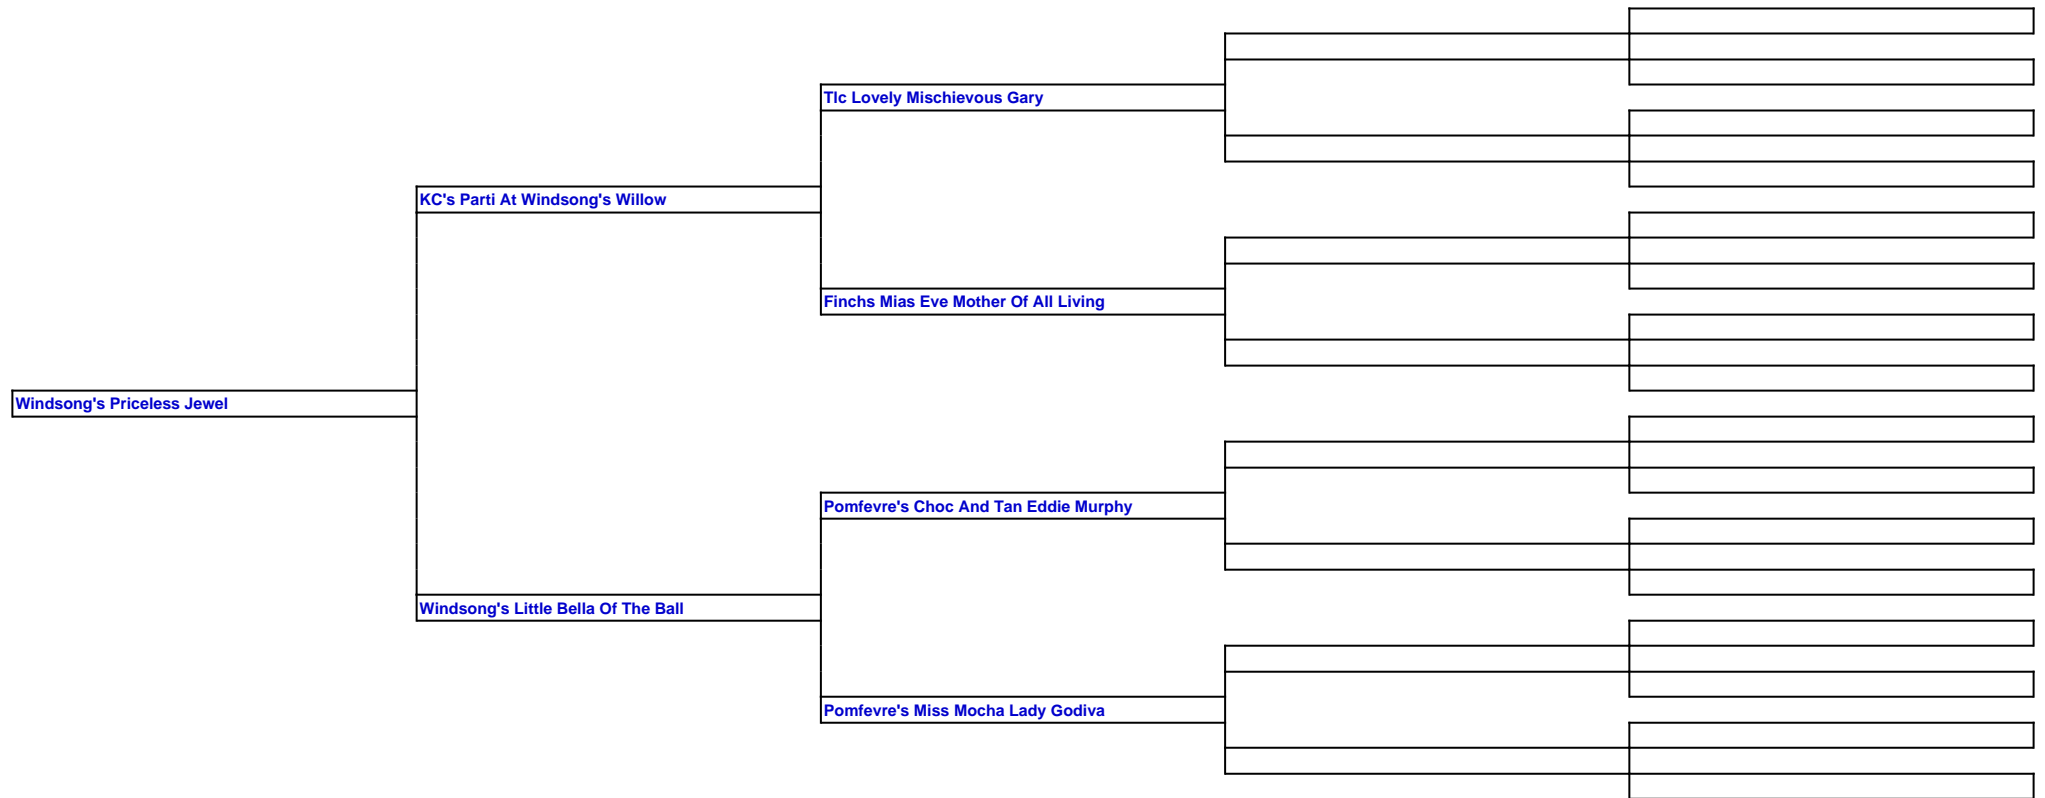 Tlc Lovely Mischievous Gary
KC's Parti At Windsong's Willow
Finchs Mias Eve Mother Of All Living
Windsong's Priceless Jewel
Pomfevre's Choc And Tan Eddie Murphy
Windsong's Little Bella Of The Ball
Pomfevre's Miss Mocha Lady Godiva